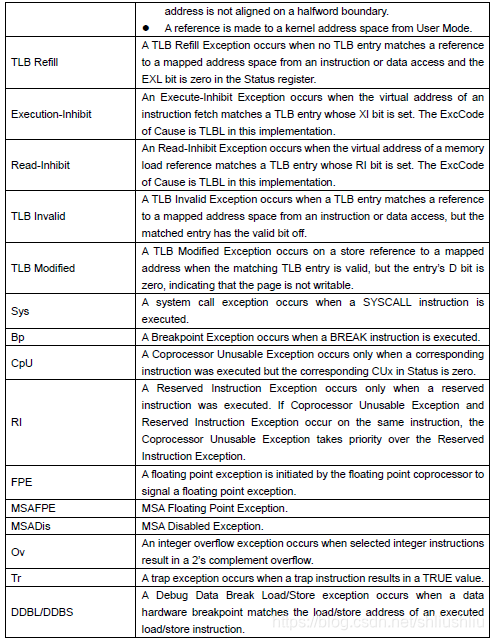 address is not aligned on a halfword boundary.
● A reference is made to a kernel address space from User Mode.
TLB Refill
A TLB Refill Exception occurs when no TLB entry matches a reference
to a mapped address space from an instruction or data access and the
EXL bit is zero in the Status register.
Execution-Inhibit
An Execute-Inhibit Exception occurs when the virtual address of an
instruction fetch matches a TLB entry whose XI bit is set. The ExcCode
of Cause is TLBL in this implementation.
Read-Inhibit
An Read-Inhibit Exception occurs when the virtual address of a memory
load reference matches a TLB entry whose RI bit is set. The ExcCode
of Cause is TLBL in this implementation.
TLB Invalid
A TLB Invalid Exception occurs when a TLB entry matches a reference
to a mapped address space from an instruction or data access, but the
matched entry has the valid bit off.
TLB Modified
A TLB Modified Exception on a store reference to a mapped
address when the matching TLB entry is valid, but the entry's D bit is
zero, indicating that the page is not writable.
Sys
A system call exception occurs when a SYSCALL instruction is
executed.
Bp
A Breakpoint Exception occurs when a BREAK instruction is executed.
CpU
A Coprocessor Unusable Exception occurs only when a corresponding
instruction was executed but the corresponding CUx in Status is zero.
RI
A Reserved Instruction Exception occurs only when a reserved
instruction was executed. If Coprocessor Unusable Exception and
Reserved Instruction Exception occur on the same instruction, the
Coprocessor Unusable Exception takes priority over the Reserved
Instruction Exception.
FPE
A floating point exception is initiated by the floating point coprocessor to
signal a floating point exception.
MSAFPE
MSA Floating Point Exception.
MSADis
MSA Disabled Exception.
Ov
An integer overflow exception occurs when selected integer instructions
result in a 2's complement overflow.
Tr
A trap exception occurs when a trap instruction results in a TRUE value.
DDBL/DDBS
A Debug Data Break Load/Store exception occurs when a data
hardware breakpoint matches the load/store address of an executed
load/store instruction.
https://blog.csdn.net/shliushliu